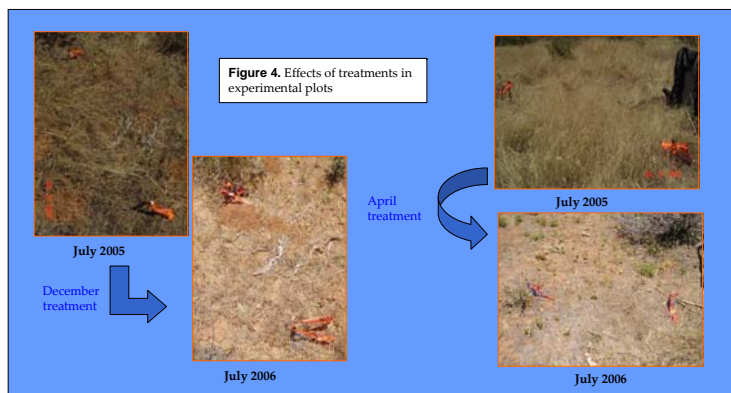 Figure 4. Effects of treatments in
experimental plots
July 2005
December
treatment
July 2006
July 2005
April
treatment
July 2006